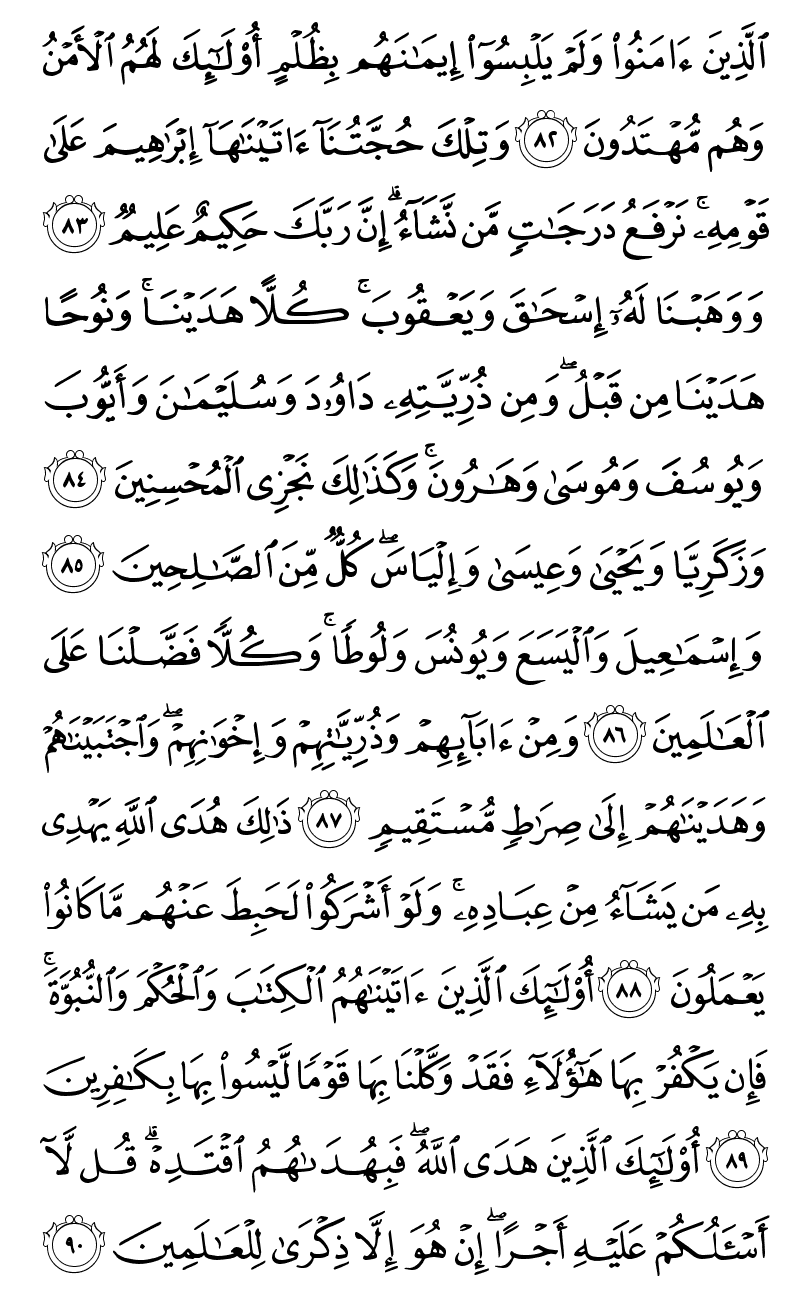 ٱلَّذِينَ ءَامَنُوا۟ وَلَمْ يَلْبِسُوٓا۟ إِيمَـٰنَهُم بِظُلْمٍ أُو۟لَـٰٓئِكَ لَهُمُ ٱلْأَمْنُ
وَهُم مُّهْتَدُونَ ٨٢ وَتِلْكَ حُجَّتُنَآ ءَاتَيْنَـٰهَآ إِبْرَٰهِيمَ عَلَىٰ
قَوْمِهِۦ ۚ نَرْفَعُ دَرَجَـٰتٍ مَّن نَّشَآءُ ۗ إِنَّ رَبَّكَ حَكِيمٌ عَلِيمٌ ٨٣
وَوَهَبْنَا لَهُۥٓ إِسْحَـٰقَ وَيَعْقُوبَ ۚ كُلًّا هَدَيْنَا ۚ وَنُوحًا
هَدَيْنَا مِن قَبْلُ ۖ وَمِن ذُرِّيَّتِهِۦ دَاوُۥدَ وَسُلَيْمَـٰنَ وَأَيُّوبَ
وَيُوسُفَ وَمُوسَىٰ وَهَـٰرُونَ ۚ وَكَذَٰلِكَ نَجْزِى ٱلْمُحْسِنِينَ ٨٤
وَزَكَرِيَّا وَيَحْيَىٰ وَعِيسَىٰ وَإِلْيَاسَ ۖ كُلٌّ مِّنَ ٱلصَّـٰلِحِينَ ٨٥
وَإِسْمَـٰعِيلَ وَٱلْيَسَعَ وَيُونُسَ وَلُوطًا ۚ وَكُلًّا فَضَّلْنَا عَلَى
ٱلْعَـٰلَمِينَ ٨٦ وَمِنْ ءَابَآئِهِمْ وَذُرِّيَّـٰتِهِمْ وَإِخْوَٰنِهِمْ ۖ وَٱجْتَبَيْنَـٰهُمْ
وَهَدَيْنَـٰهُمْ إِلَىٰ صِرَٰطٍ مُّسْتَقِيمٍ ٨٧ ذَٰلِكَ هُدَى ٱللَّهِ يَهْدِى
بِهِۦ مَن يَشَآءُ مِنْ عِبَادِهِۦ ۚ وَلَوْ أَشْرَكُوا۟ لَحَبِطَ عَنْهُم مَّا كَانُوا۟
يَعْمَلُونَ ٨٨ أُو۟لَـٰٓئِكَ ٱلَّذِينَ ءَاتَيْنَـٰهُمُ ٱلْكِتَـٰبَ وَٱلْحُكْمَ وَٱلنُّبُوَّةَ ۚ
فَإِن يَكْفُرْ بِهَا هَـٰٓؤُلَآءِ فَقَدْ وَكَّلْنَا بِهَا قَوْمًا لَّيْسُوا۟ بِهَا بِكَـٰفِرِينَ
٨٩ أُو۟لَـٰٓئِكَ ٱلَّذِينَ هَدَى ٱللَّهُ ۖ فَبِهُدَىٰهُمُ ٱقْتَدِهْ ۗ قُل لَّآ
أَسْـَٔلُكُمْ عَلَيْهِ أَجْرًا ۖ إِنْ هُوَ إِلَّا ذِكْرَىٰ لِلْعَـٰلَمِينَ ٩٠